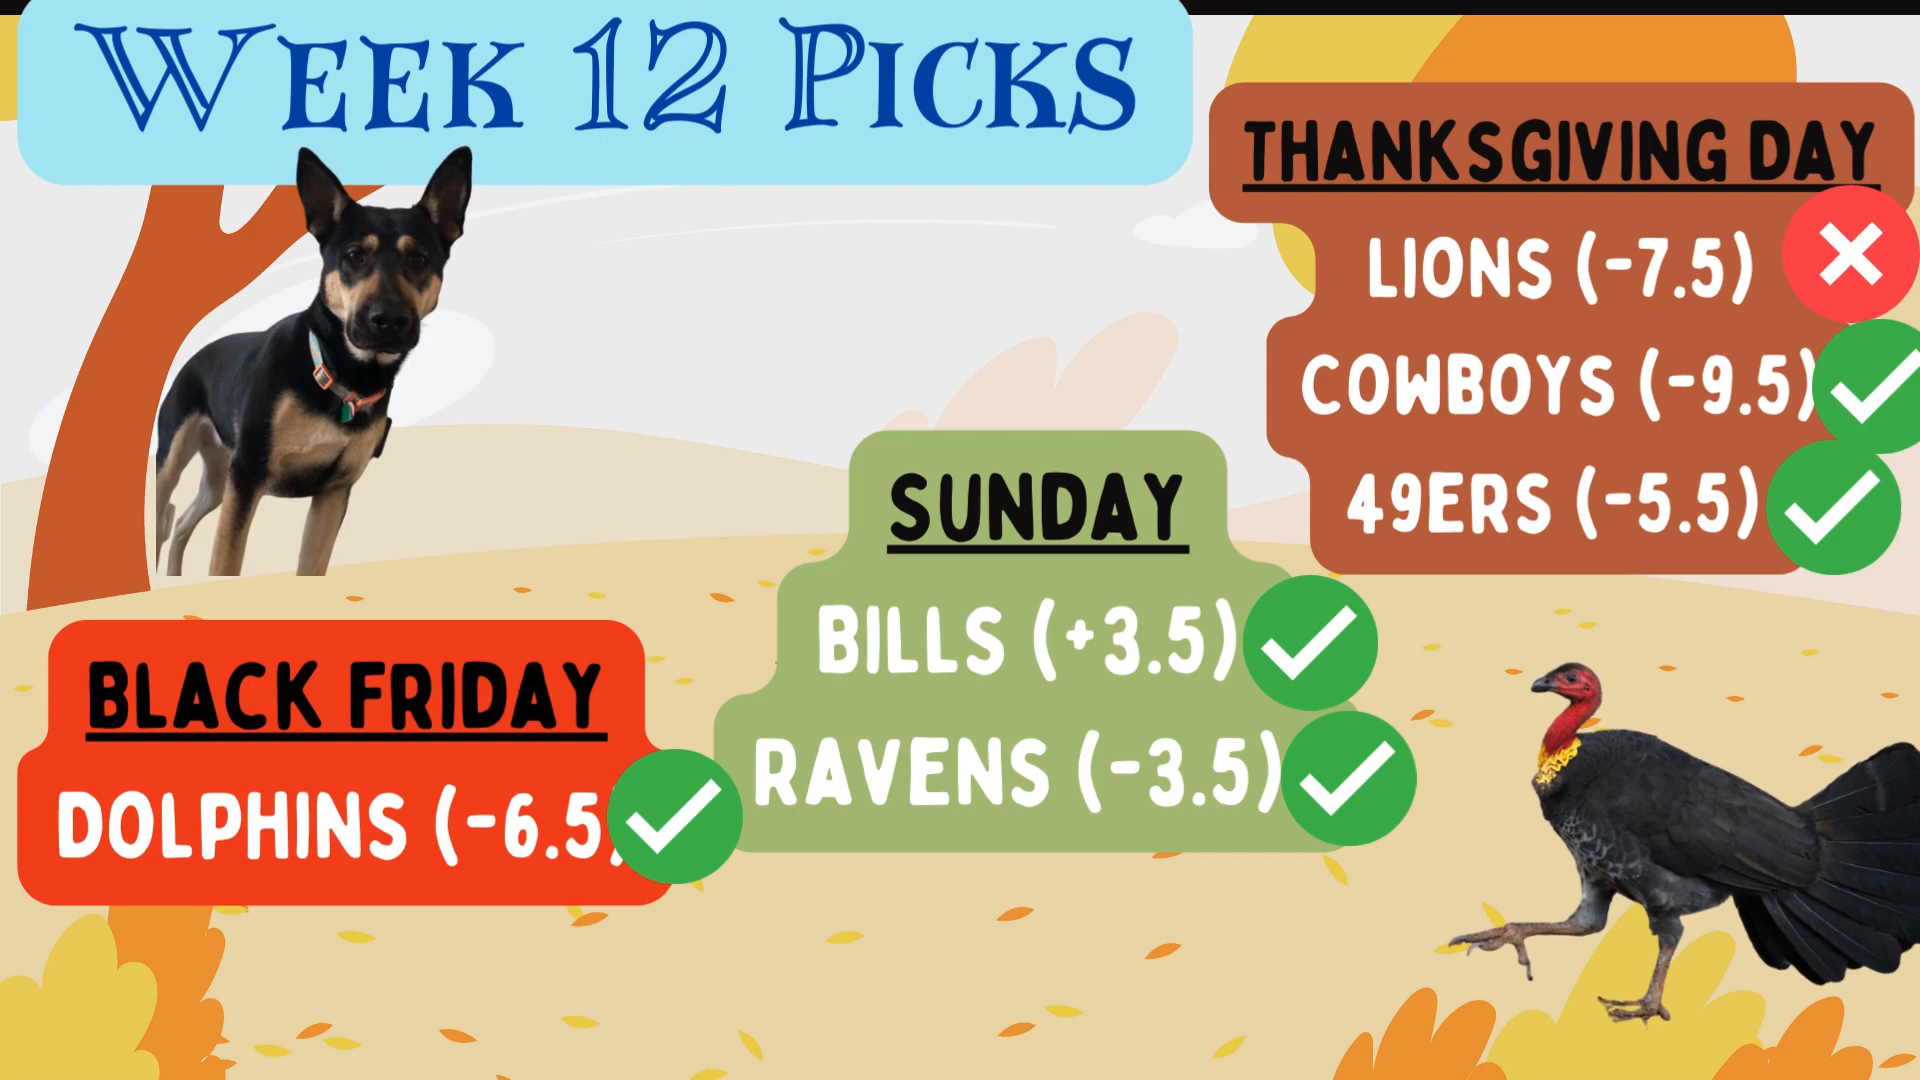 WEEK 12 PICKS
THANKSGIVING DAY
LIONS (-7.5)
COWBOYS (-9.5)
49ERS (-5.5)
SUNDAY
BILLS (+3.5)
RAVENS (-3.5)
BLACK FRIDAY
DOLPHINS (-6.5)